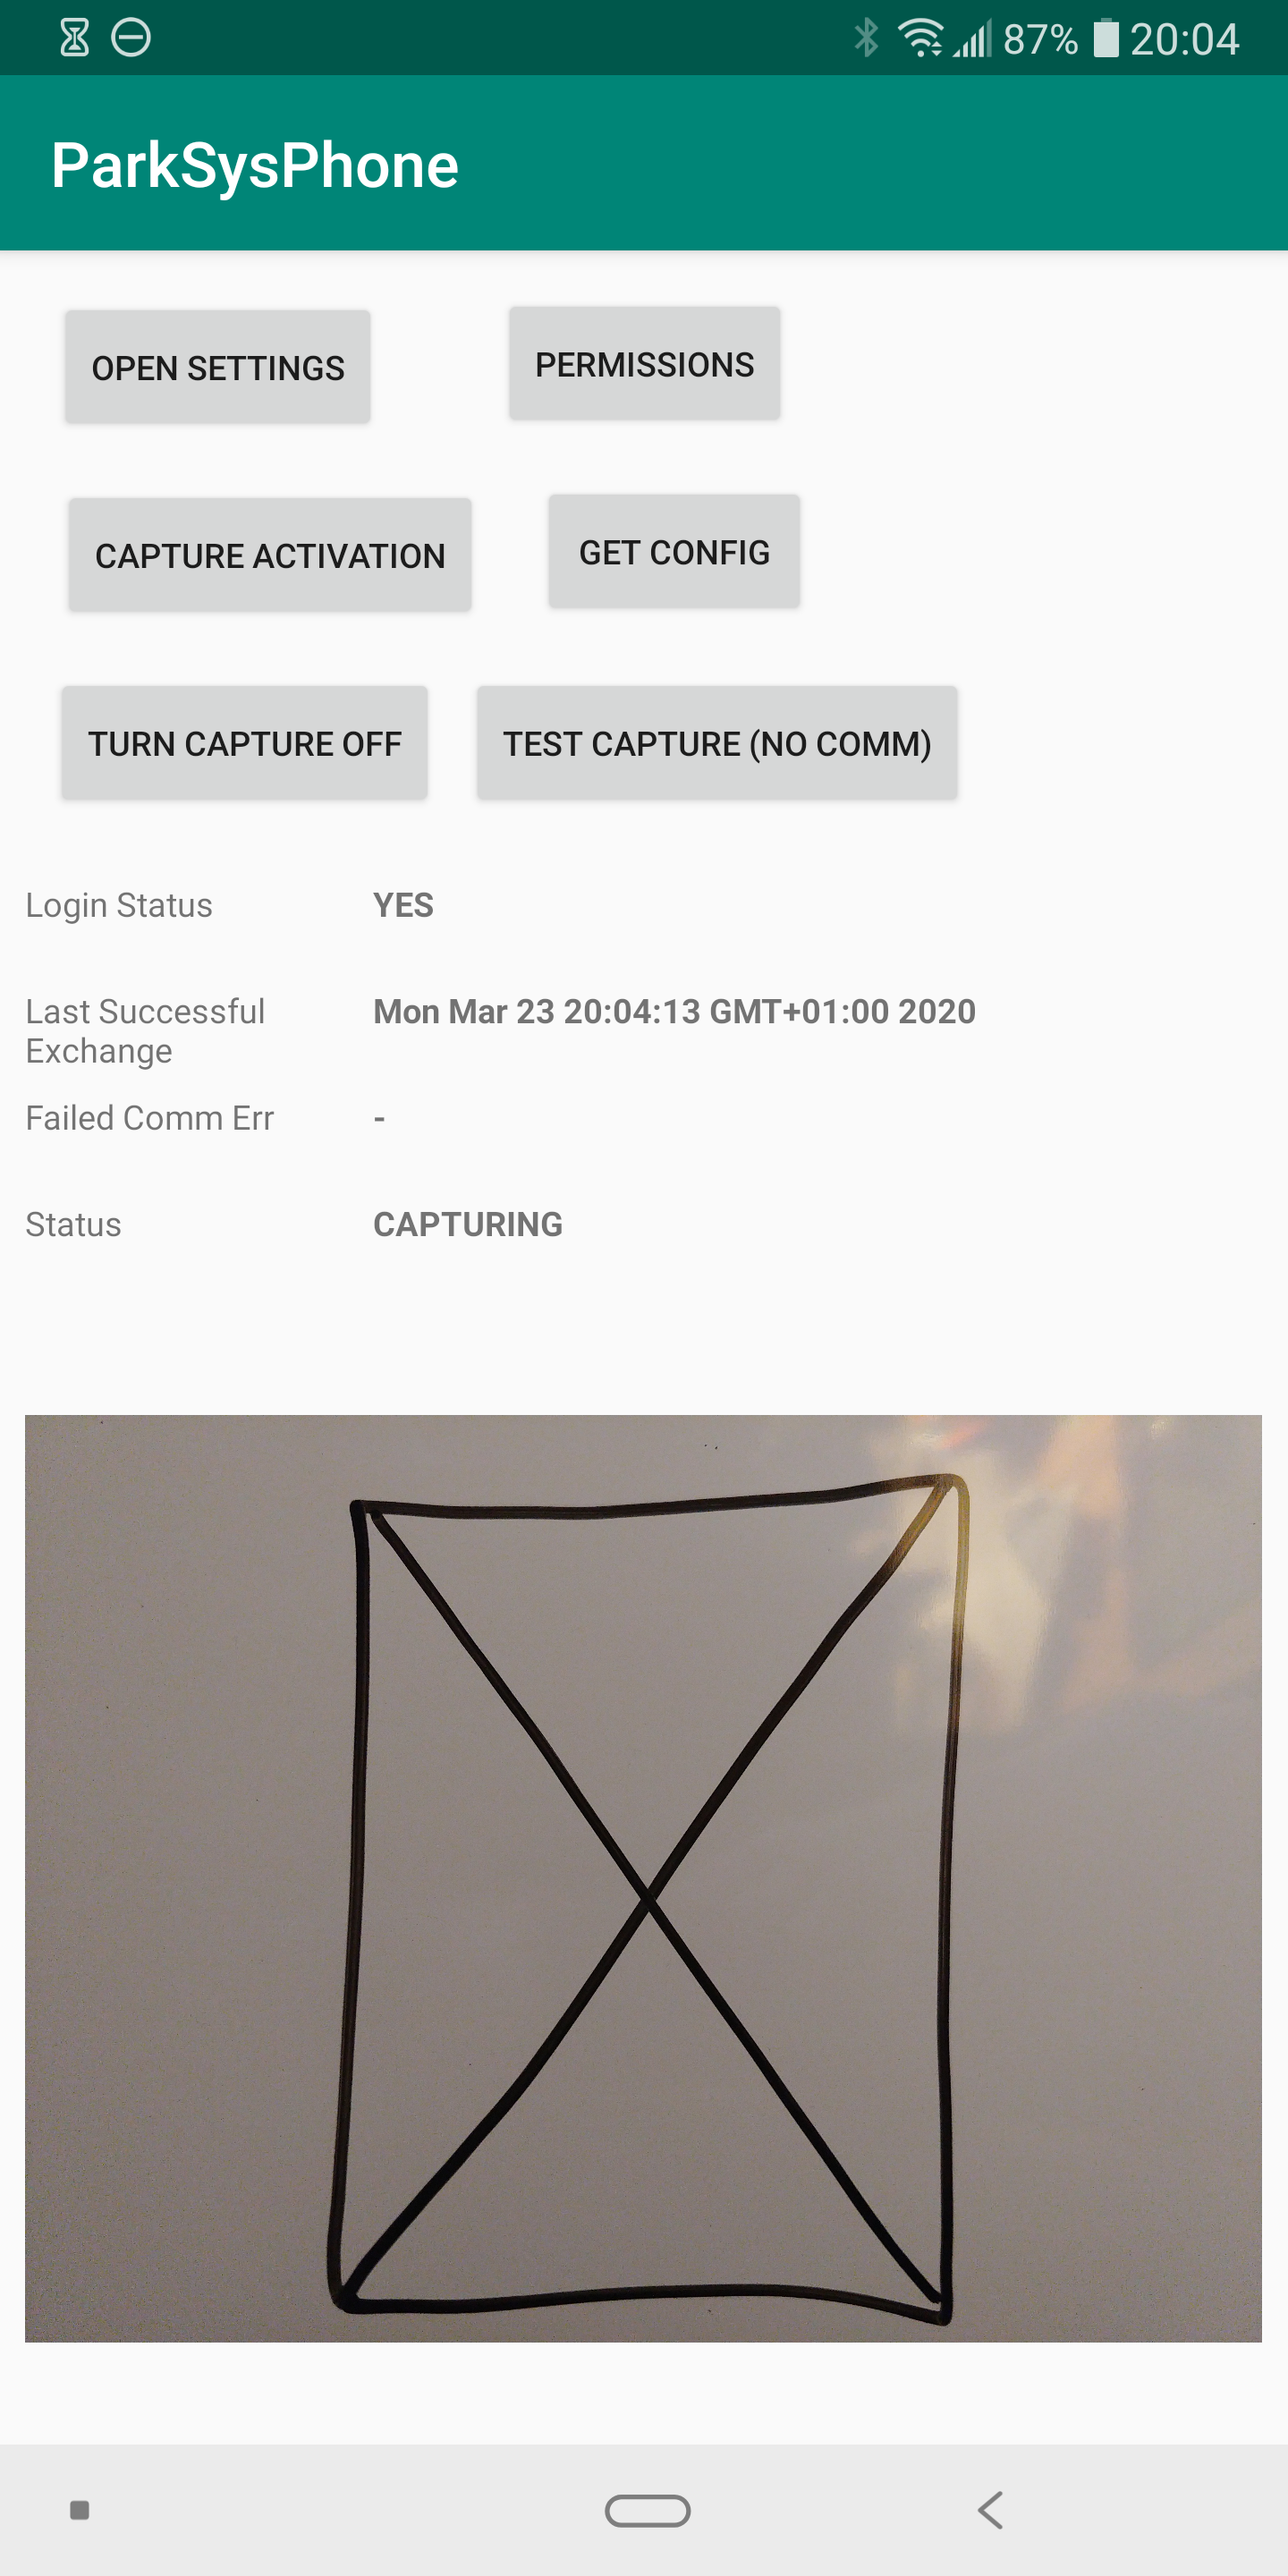 87% 20:04
ParkSysPhone
OPEN SETTINGS PERMISSIONS
CAPTURE ACTIVATION GET CONFIG
TURN CAPTURE OFF TEST CAPTURE (NO COMM)
Login Status YES
Last Successful Mon Mar 23 20:04:13 GMT+01:00 2020
Exchange
Failed Comm Err -
Status CAPTURING